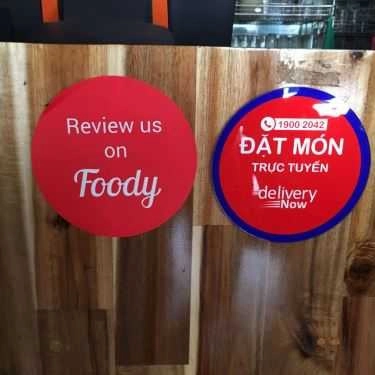 Review us
on
Foody
1900 2042
ĐẶT MÓN
TRỰC TUYẾN
delivery
Now